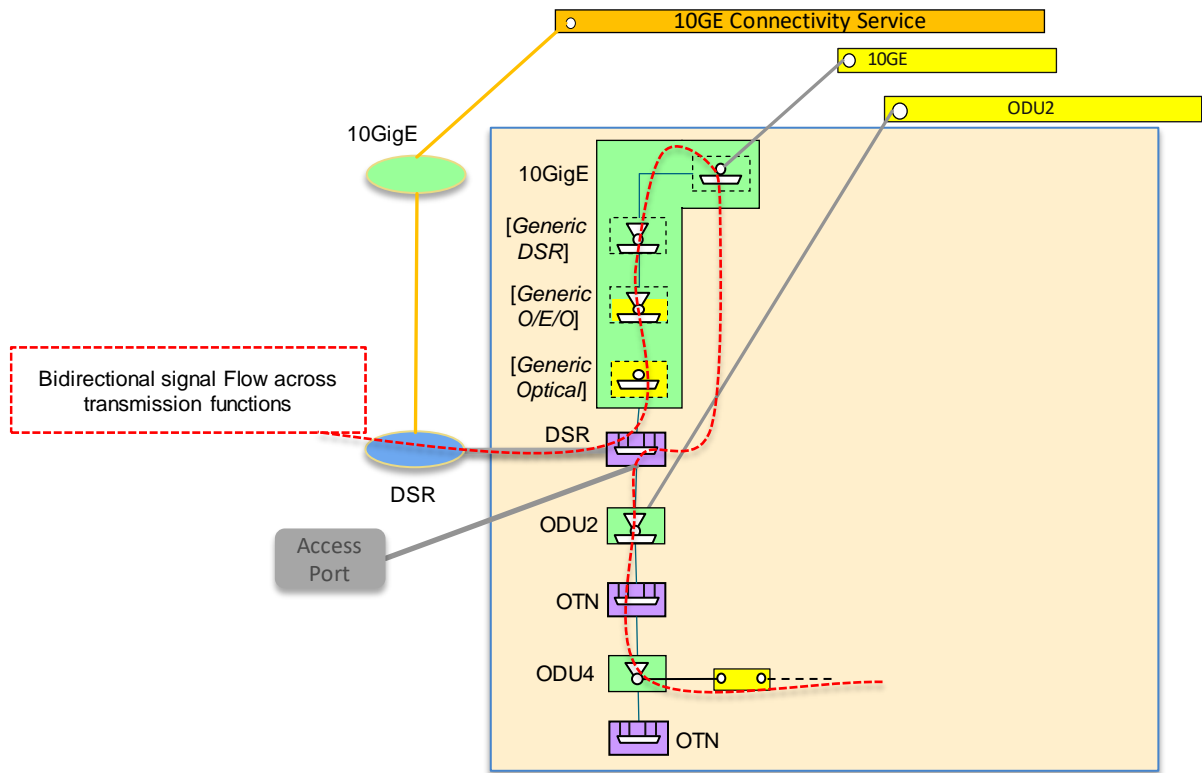 10GE Connectivity Service
10GE
ODU2
10GigE
10GigE
[Generic
DSR]
[Generic
O/E/O]
[Generic
Optical]
Bidirectional signal Flow across
transmission functions
DSR
DSR
ODU2
Access
Port
OTN
ODU4
OTN